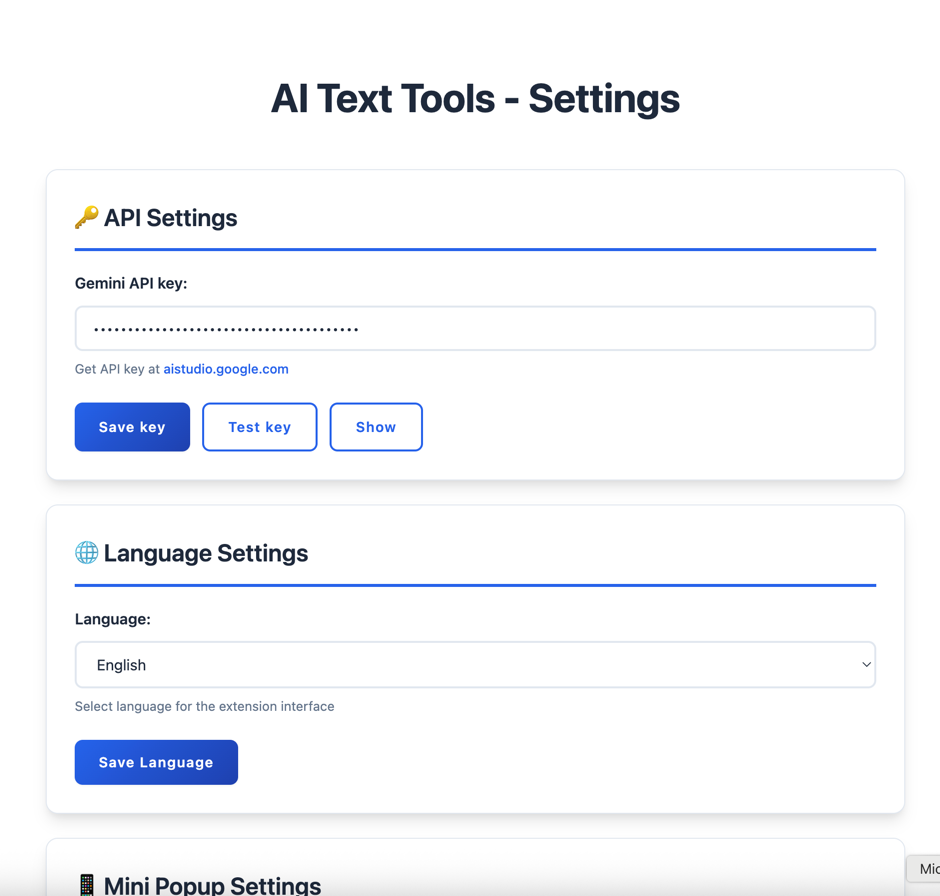 AI Text Tools - Settings
🔑 API Settings
Gemini API key:
•••••••••••••••••••••••••••••••••••••••
Get API key at aistudio.google.com
Save key
Test key
Show
🌐 Language Settings
Language:
English
Select language for the extension interface
Save Language
📱 Mini Popup Settings